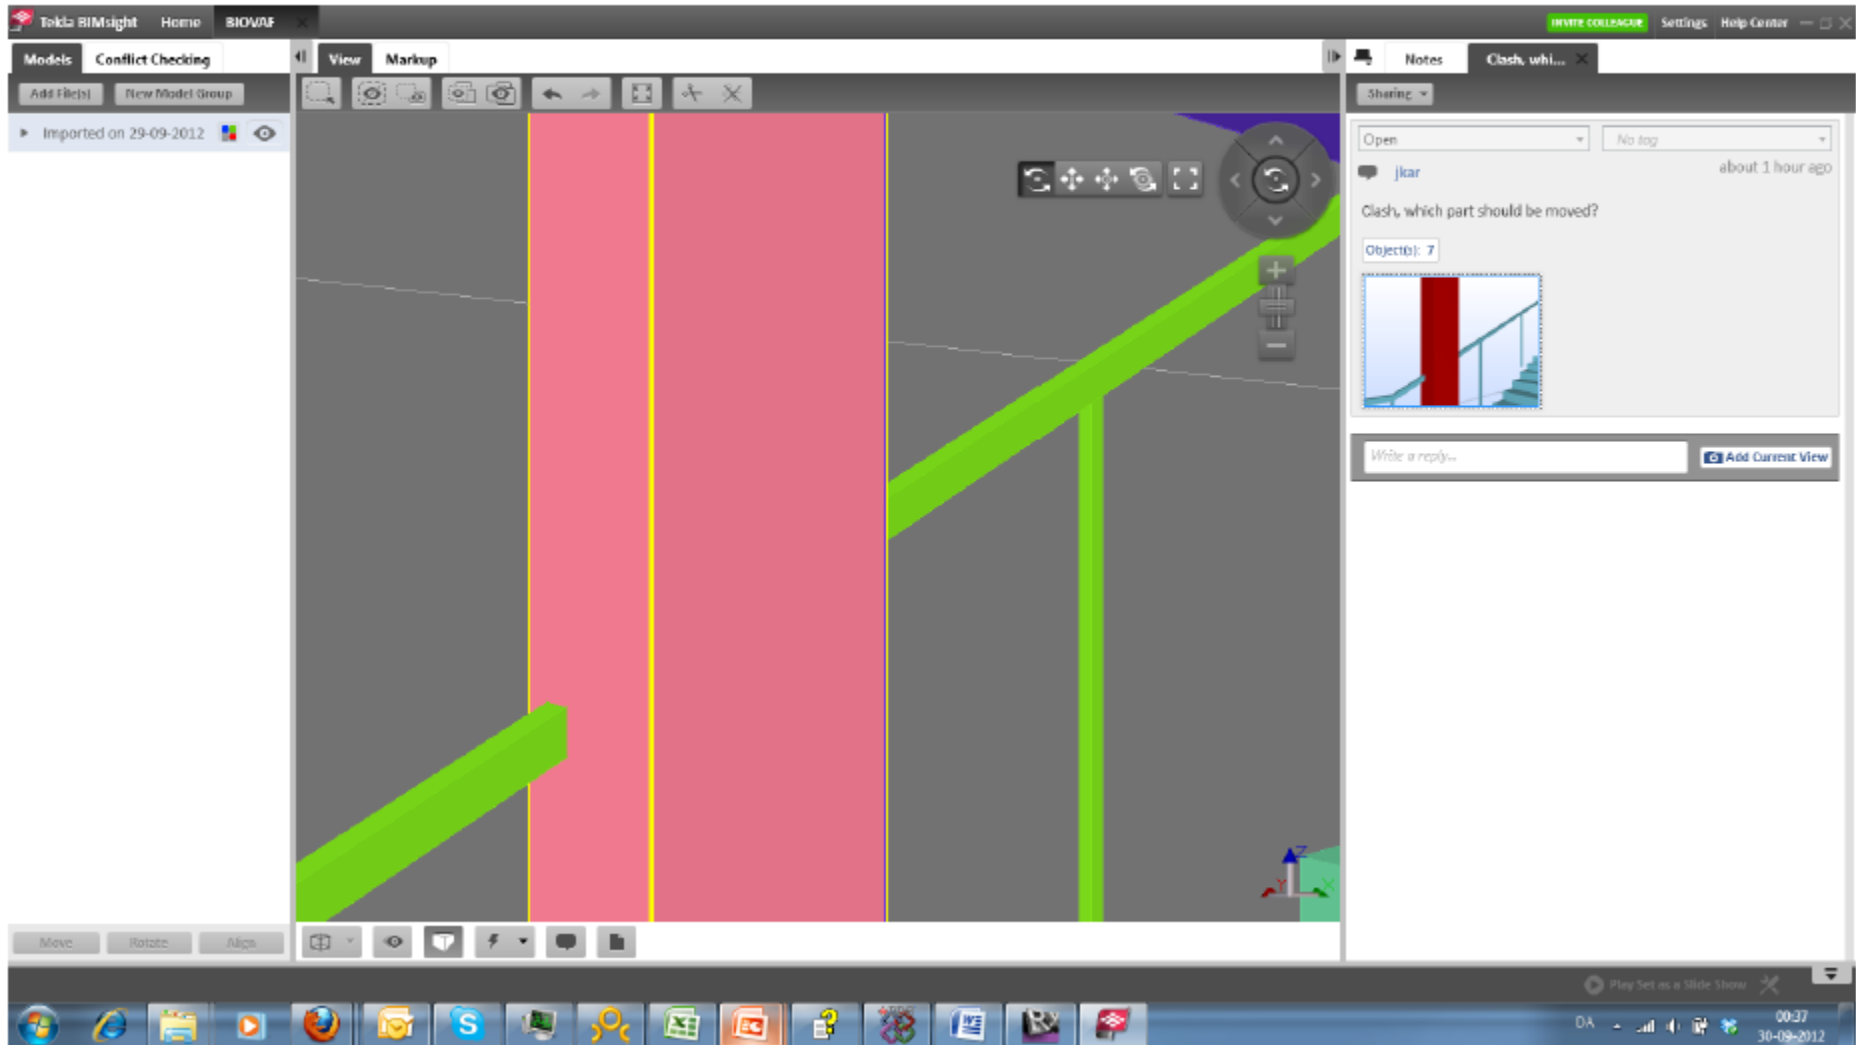 Tekla BIMsight Home BIOVAF
INVITE COLLEAGUE Settings Help Center
Models Conflict Checking
View Markup
Notes Clash, whi...
Add File(s) New Model Group
Sharing
Imported on 29-09-2012
Open No tag
jkar about 1 hour ago
Clash, which part should be moved?
Object(s): 7
Write a reply... Add Current View
Z
Y X
Move Rotate Align
Play Set as a Slide Show
DA 00:37
30-09-2012